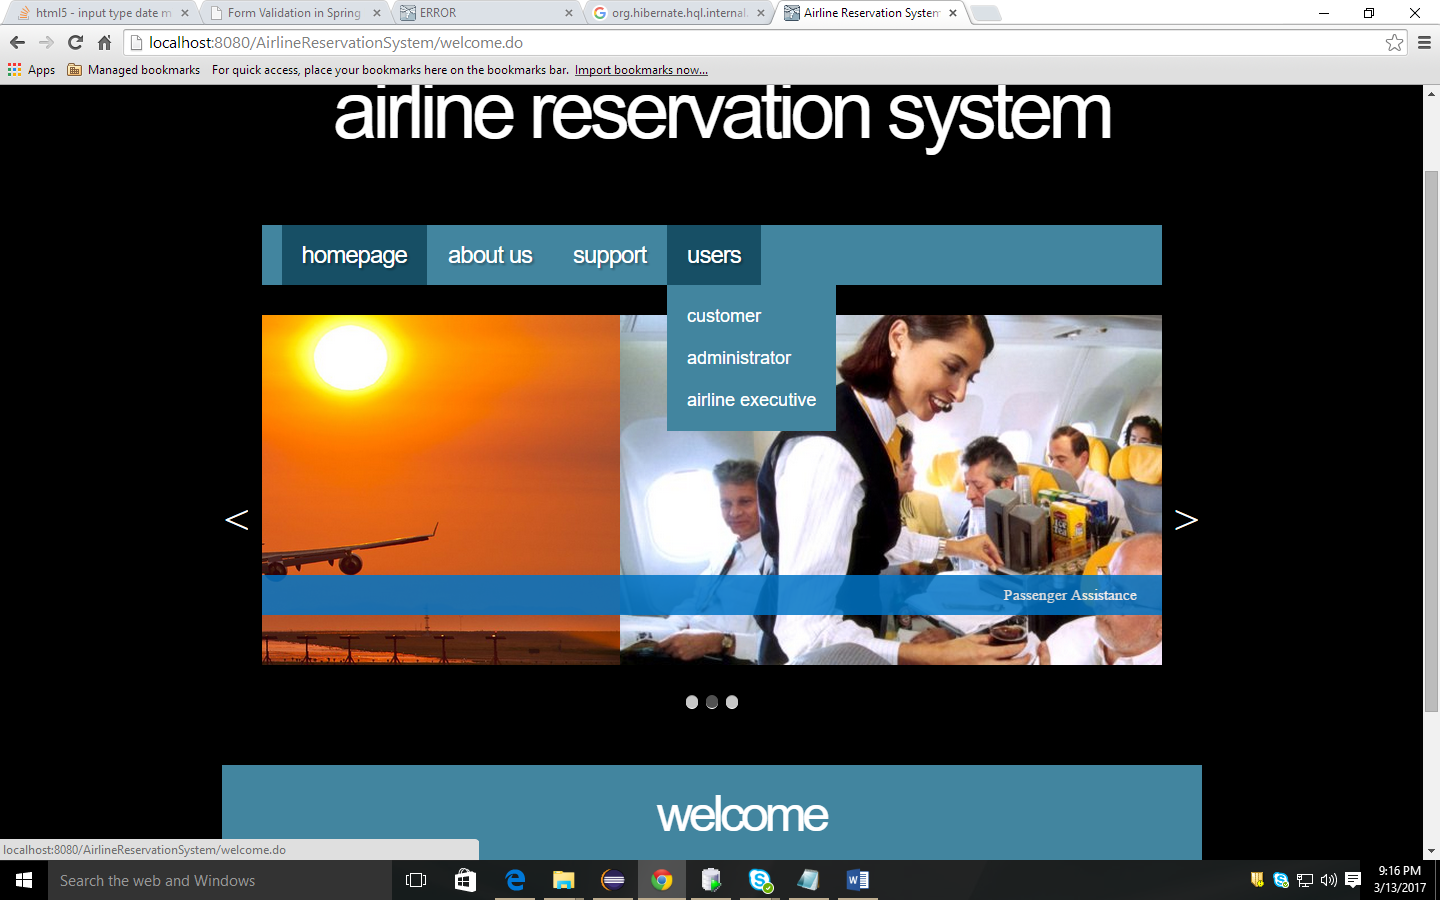 html5 - input type date m
Form Validation in Spring
ERROR
org.hibernate.hql.internal.
Airline Reservation System
localhost:8080/AirlineReservationSystem/welcome.do
Apps
Managed bookmarks
For quick access, place your bookmarks here on the bookmarks bar. Import bookmarks now...
airline reservation system
homepage
about us
support
users
customer
administrator
airline executive
<
>
Passenger Assistance
welcome
localhost:8080/AirlineReservationSystem/welcome.do
Search the web and Windows
9:16 PM
3/13/2017